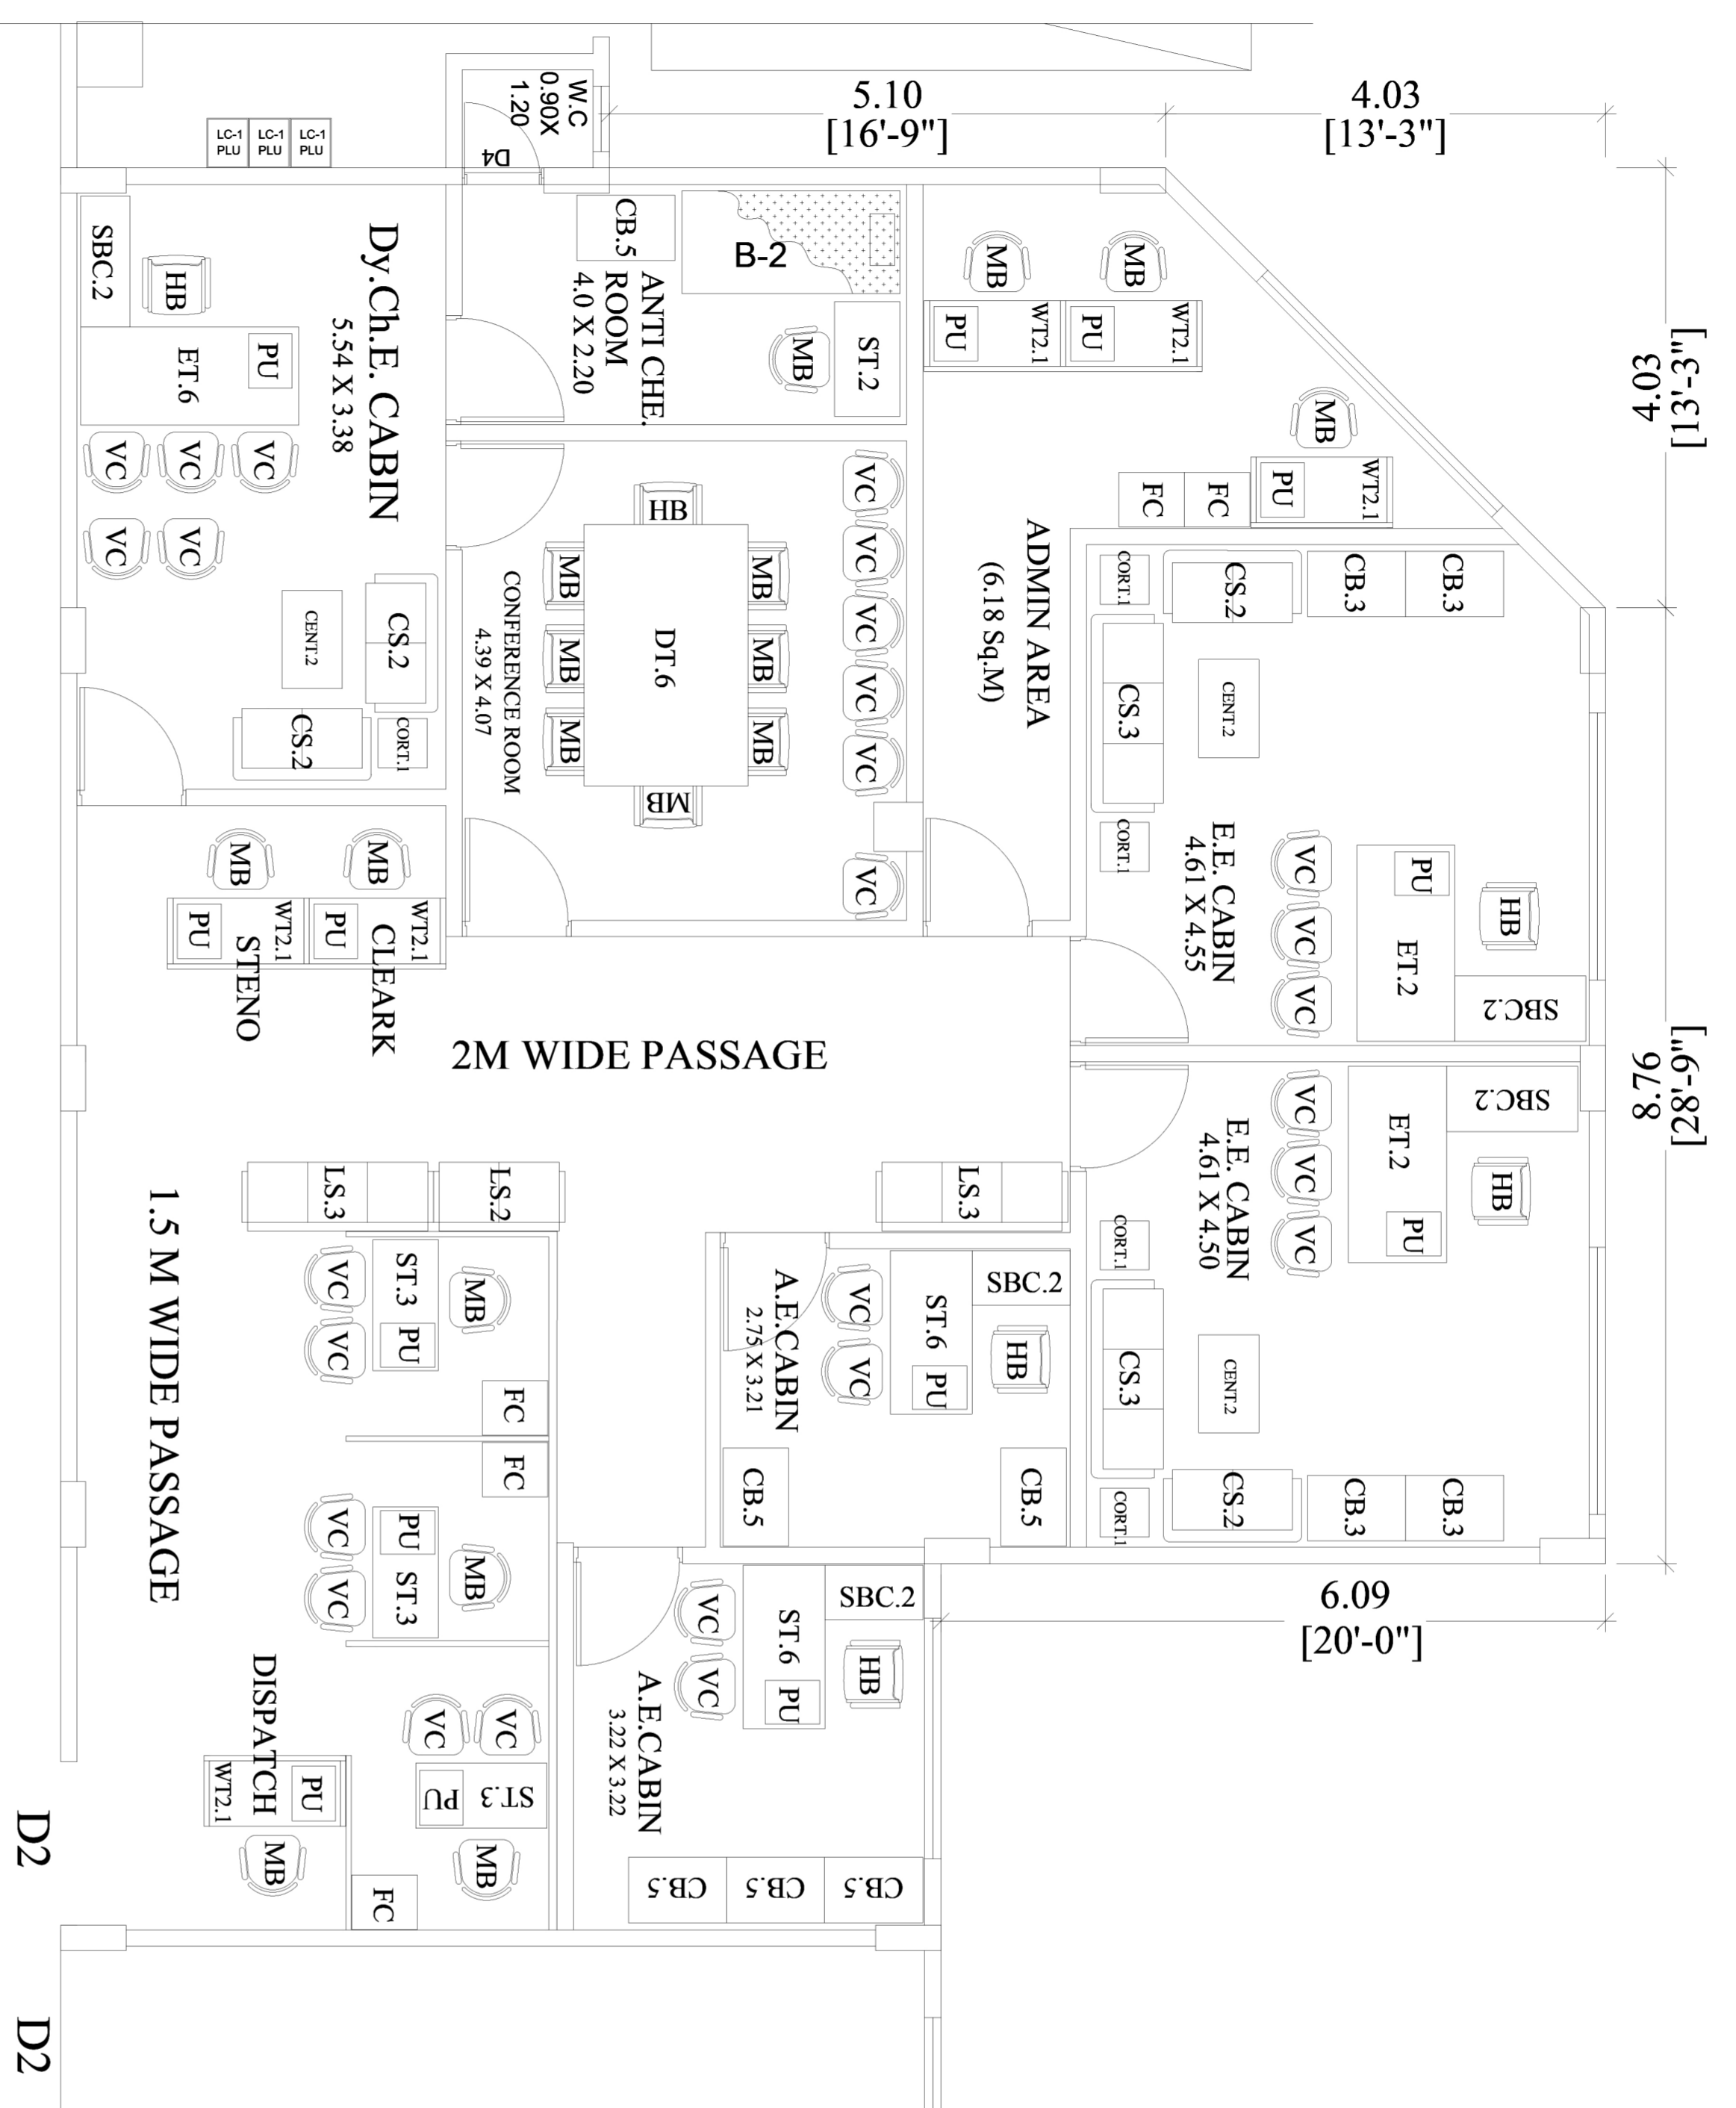 5.10
[16'-9"]
4.03
[13'-3"]
[13'-3"]
4.03
[28'-9"]
8.76
6.09
[20'-0"]
W.C
0.90X
1.20
D4
LC-1
PLU
LC-1
PLU
LC-1
PLU
SBC.2
HB
ET.6
PU
Dy.Ch.E. CABIN
5.54 X 3.38
VC
VC
VC
VC
VC
CENT.2
CS.2
CS.2
CORT.1
CB.5
B-2
ANTI CHE.
ROOM
4.0 X 2.20
MB
ST.2
MB
MB
PU
WT2.1
PU
WT2.1
MB
PU
WT2.1
FC
FC
ADMIN AREA
(6.18 Sq.M)
HB
MB
MB
MB
DT.6
MB
MB
MB
MB
CONFERENCE ROOM
4.39 X 4.07
VC
VC
VC
VC
VC
VC
CORT.1
CS.2
CB.3
CB.3
CS.3
CENT.2
CORT.1
E.E. CABIN
4.61 X 4.55
VC
VC
VC
PU
ET.2
HB
SBC.2
MB
MB
PU
WT2.1
STENO
PU
WT2.1
CLEARK
2M WIDE PASSAGE
SBC.2
ET.2
PU
HB
VC
VC
VC
E.E. CABIN
4.61 X 4.50
CORT.1
CS.3
CENT.2
CORT.1
CS.2
CB.3
CB.3
LS.3
LS.2
LS.3
1.5 M WIDE PASSAGE
VC
VC
ST.3
PU
MB
FC
FC
VC
VC
PU
ST.3
MB
A.E.CABIN
2.75 X 3.21
VC
VC
ST.6
PU
SBC.2
HB
CB.5
CB.5
VC
VC
ST.6
PU
SBC.2
HB
A.E.CABIN
3.22 X 3.22
CB.5
CB.5
CB.5
DISPATCH
WT2.1
PU
MB
VC
VC
PU
ST.3
MB
FC
D2
D2